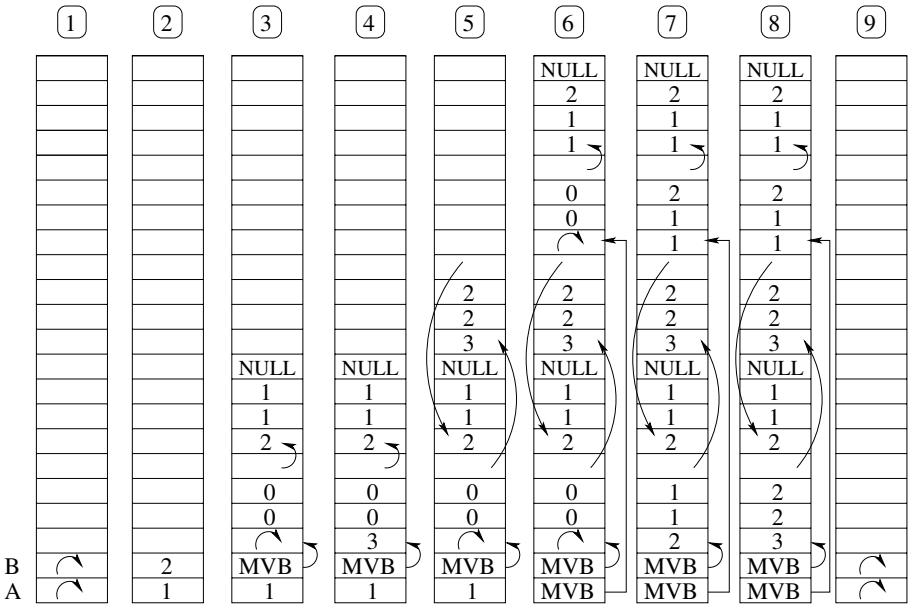 1 2 3 4 5 6 7 8 9
NULL NULL NULL
2 2 2
1 1 1
1 1 1
0 2 2
0 1 1
1 1
2 2 2 2
2 2 2 2
3 3 3 3
NULL NULL NULL NULL NULL NULL
1 1 1 1 1 1
1 1 1 1 1 1
2 2 2 2 2 2
0 0 0 0 1 2
0 0 0 0 1 2
3 2 3
B 2 MVB MVB MVB MVB MVB MVB
A 1 1 1 1 MVB MVB MVB